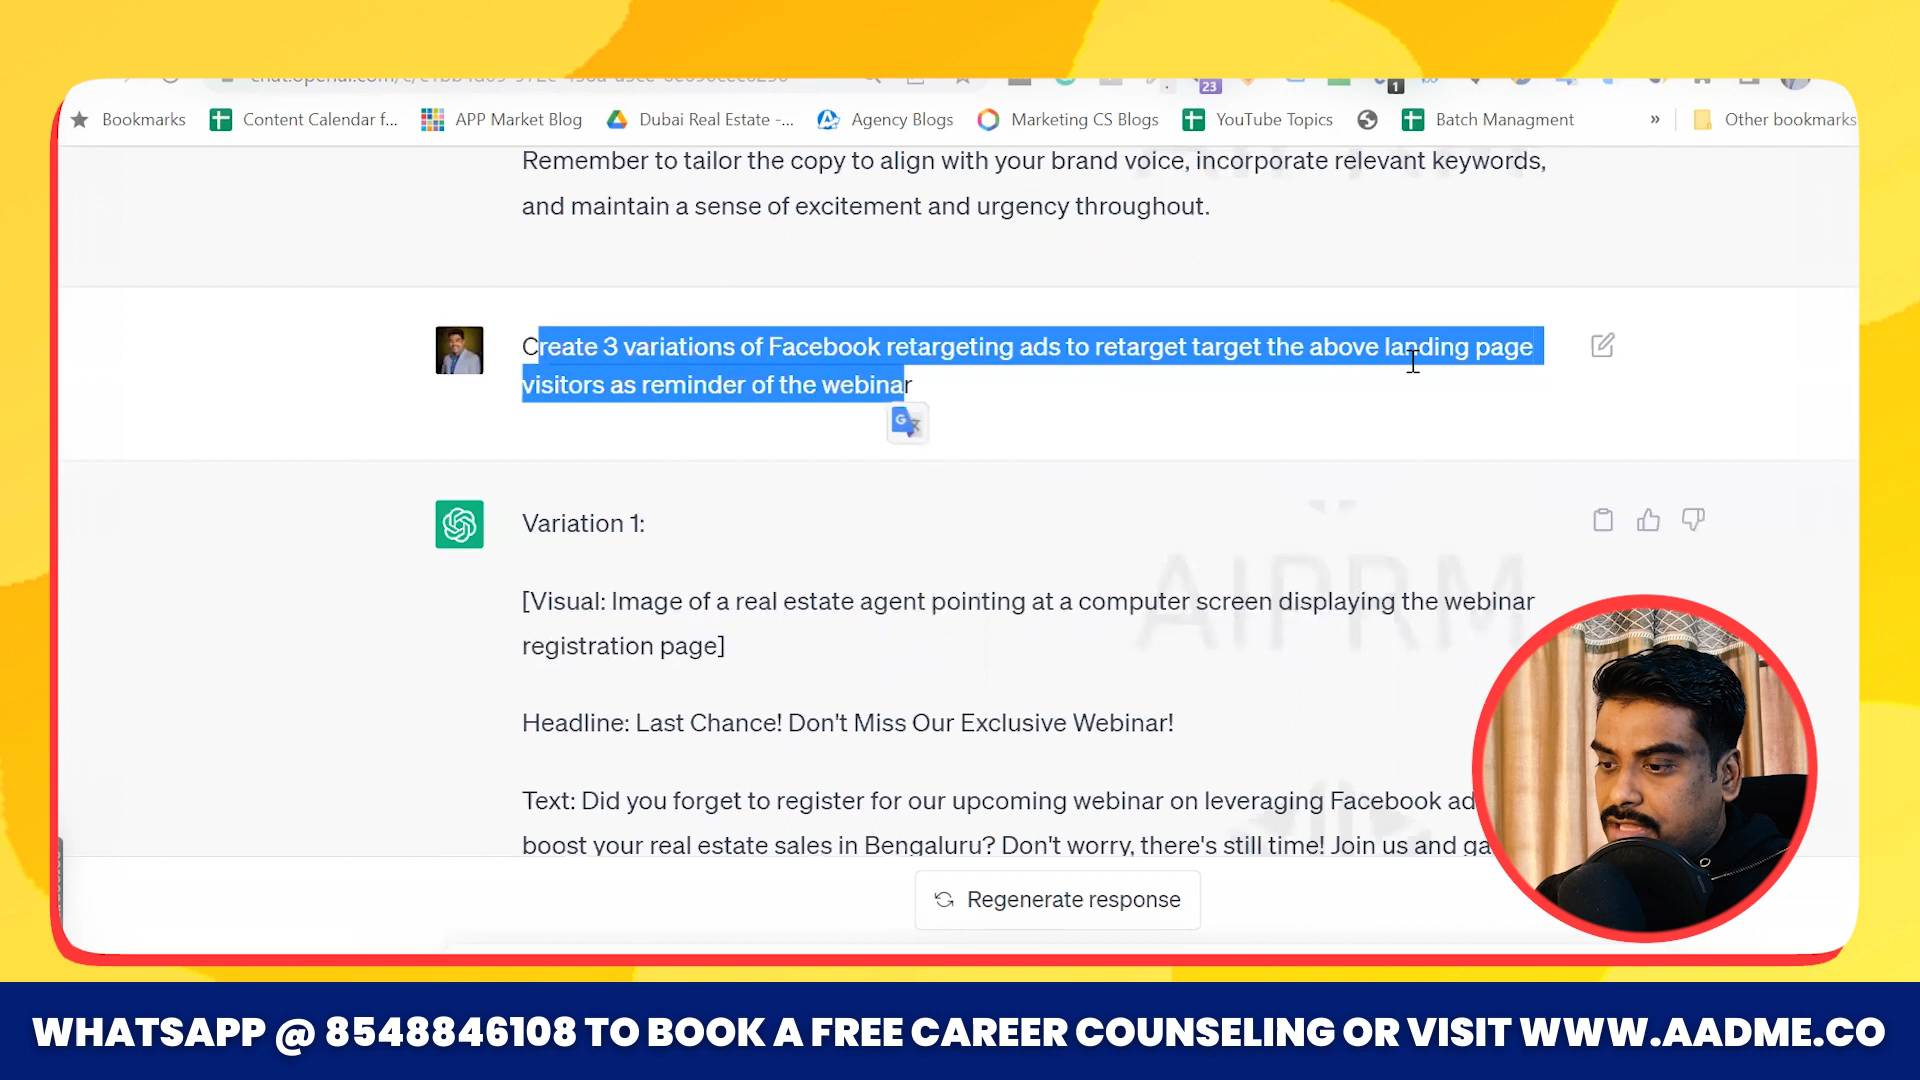 Bookmarks Content Calendar f... APP Market Blog Dubai Real Estate -... Agency Blogs Marketing CS Blogs YouTube Topics Batch Managment » Other bookmarks
23
1
Remember to tailor the copy to align with your brand voice, incorporate relevant keywords,
and maintain a sense of excitement and urgency throughout.
Create 3 variations of Facebook retargeting ads to retarget target the above landing page
visitors as reminder of the webinar
Variation 1:
AIPRM
[Visual: Image of a real estate agent pointing at a computer screen displaying the webinar
registration page]
Headline: Last Chance! Don't Miss Our Exclusive Webinar!
Text: Did you forget to register for our upcoming webinar on leveraging Facebook ad
boost your real estate sales in Bengaluru? Don't worry, there's still time! Join us and ga
Regenerate response
WHATSAPP @ 8548846108 TO BOOK A FREE CAREER COUNSELING OR VISIT WWW.AADME.CO